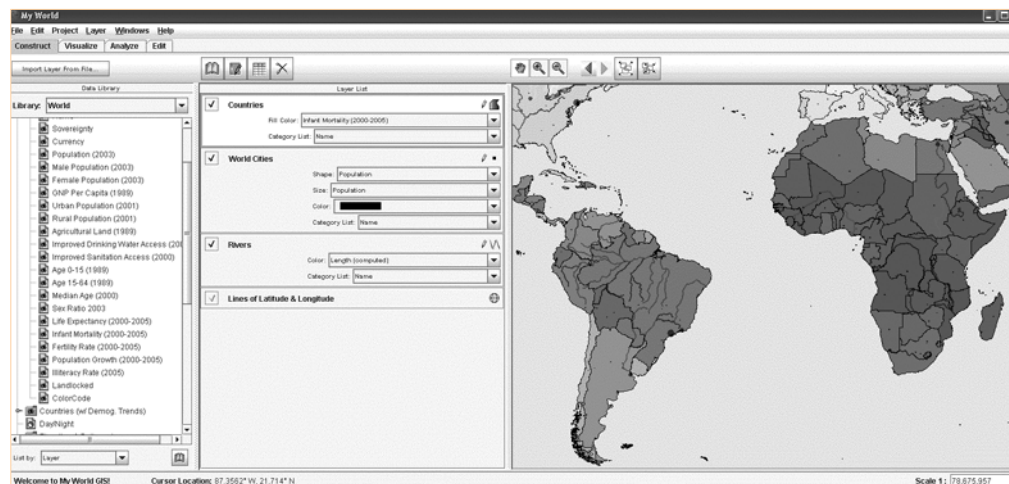 My World
File Edit Project Layer Windows Help
Construct Visualize Analyze Edit
Import Layer From File...
Data Library
Library: World
Sovereignty
Currency
Population (2003)
Male Population (2003)
Female Population (2003)
GNP Per Capita (1989)
Urban Population (2001)
Rural Population (2001)
Agricultural Land (1989)
Improved Drinking Water Access (200
Improved Sanitation Access (2000)
Age 0-15 (1989)
Age 15-64 (1989)
Median Age (2000)
Sex Ratio 2003
Life Expectancy (2000-2005)
Infant Mortality (2000-2005)
Fertility Rate (2000-2005)
Population Growth (2000-2005)
Illiteracy Rate (2005)
Landlocked
ColorCode
Countries (w/ Demog. Trends)
Day/Night
List by: Layer
Layer List
Countries
Fill Color: Infant Mortality (2000-2005)
Category List: Name
World Cities
Shape: Population
Size: Population
Color:
Category List: Name
Rivers
Color: Length (computed)
Category List: Name
Lines of Latitude & Longitude
Welcome to My World GIS! Cursor Location: 87.3562° W, 21.714° N Scale 1: 78,675,957